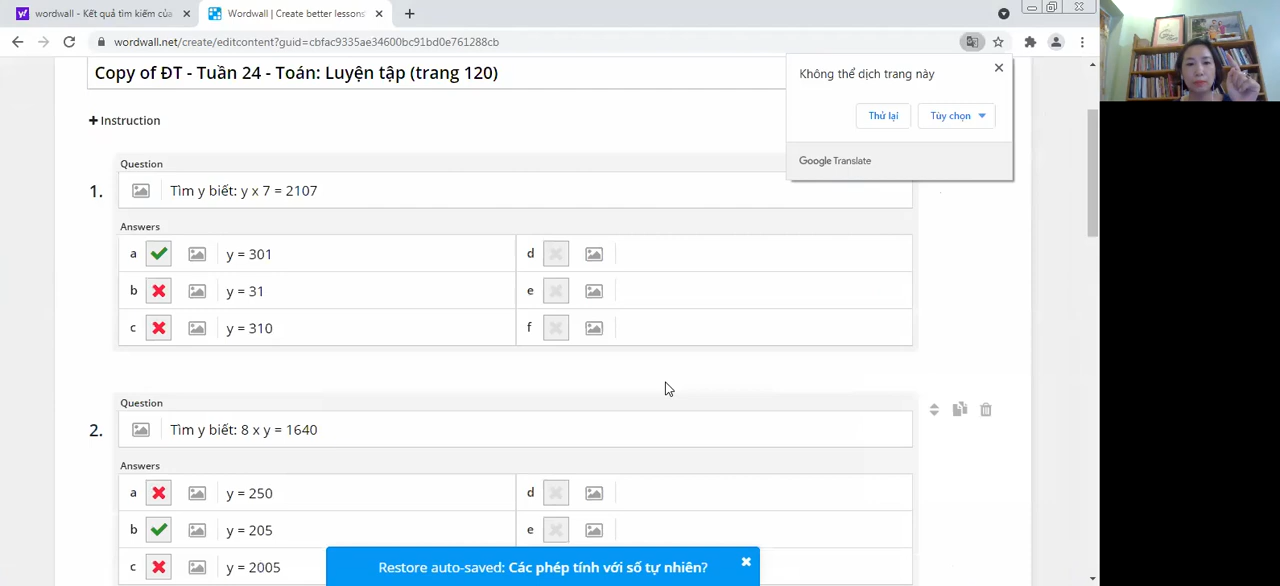 wordwall - Kết quả tìm kiếm củ
Wordwall | Create better lessons
wordwall.net/create/editcontent?guid=cbfac9335ae34600bc91bd0e761288cb
Copy of ĐT - Tuần 24 - Toán: Luyện tập (trang 120)
Không thể dịch trang này
Thử lại
Tùy chọn
Google Translate
+ Instruction
Question
1.
Tìm y biết: y x 7 = 2107
Answers
a
y = 301
d
b
y = 31
e
c
y = 310
f
Question
2.
Tìm y biết: 8 x y = 1640
Answers
a
y = 250
d
b
y = 205
e
c
y = 2005
Restore auto-saved: Các phép tính với số tự nhiên?